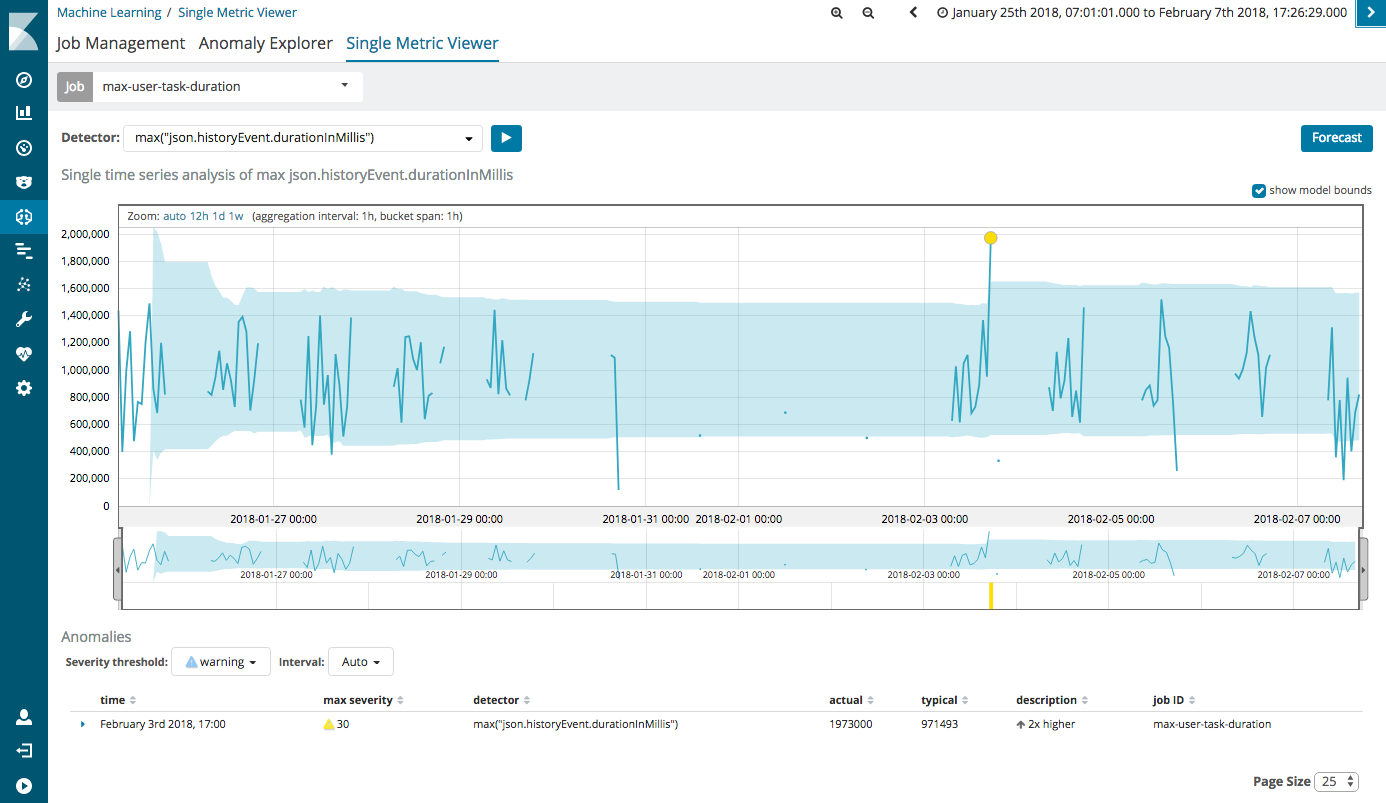 Machine Learning / Single Metric Viewer
January 25th 2018, 07:01:01.000 to February 7th 2018, 17:26:29.000
Job Management Anomaly Explorer Single Metric Viewer
Job max-user-task-duration
Detector: max("json.historyEvent.durationInMillis")
Forecast
Single time series analysis of max json.historyEvent.durationInMillis
show model bounds
Zoom: auto 12h 1d 1w (aggregation interval: 1h, bucket span: 1h)
2,000,000
1,800,000
1,600,000
1,400,000
1,200,000
1,000,000
800,000
600,000
400,000
200,000
0
2018-01-27 00:00 2018-01-29 00:00 2018-01-31 00:00 2018-02-01 00:00 2018-02-03 00:00 2018-02-05 00:00 2018-02-07 00:00
2018-01-27 00:00 2018-01-29 00:00 2018-01-31 00:00 2018-02-01 00:00 2018-02-03 00:00 2018-02-05 00:00 2018-02-07 00:00
Anomalies
Severity threshold: warning Interval: Auto
time max severity detector actual typical description job ID
February 3rd 2018, 17:00 30 max("json.historyEvent.durationInMillis") 1973000 971493 2x higher max-user-task-duration
Page Size 25